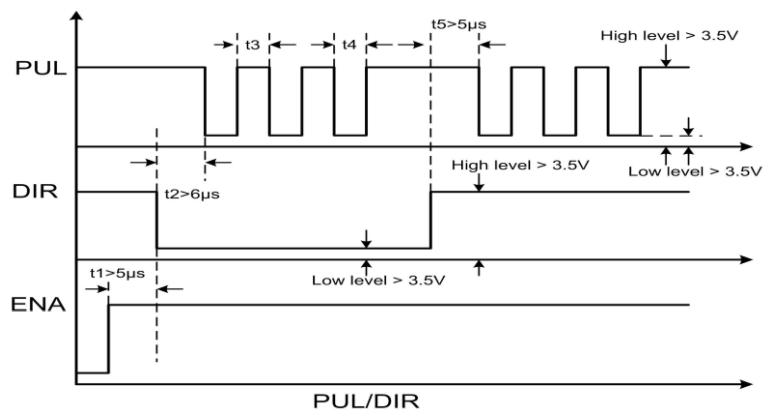 t5>5μs
t3
t4
High level > 3.5V
PUL
High level > 3.5V
Low level > 3.5V
DIR
t2>6μs
t1>5μs
Low level > 3.5V
ENA
PUL/DIR